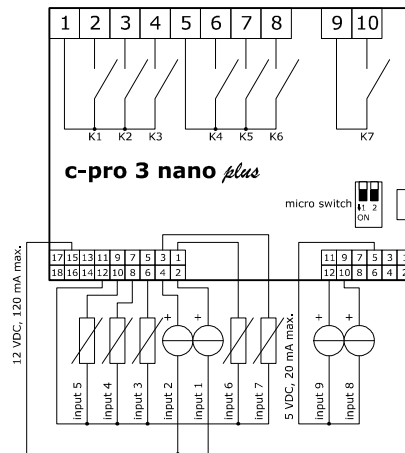 1 2 3 4 5 6 7 8 9 10
K1 K2 K3 K4 K5 K6 K7
c-pro 3 nano plus
micro switch
1 2
ON
17 15 13 11 9 7 5 3 1
18 16 14 12 10 8 6 4 2
11 9 7 5 3
12 10 8 6 4 2
12 VDC, 120 mA max.
+ +
input 5
input 4
input 3
input 2
input 1
input 6
input 7
5 VDC, 20 mA max.
+ +
input 9
input 8